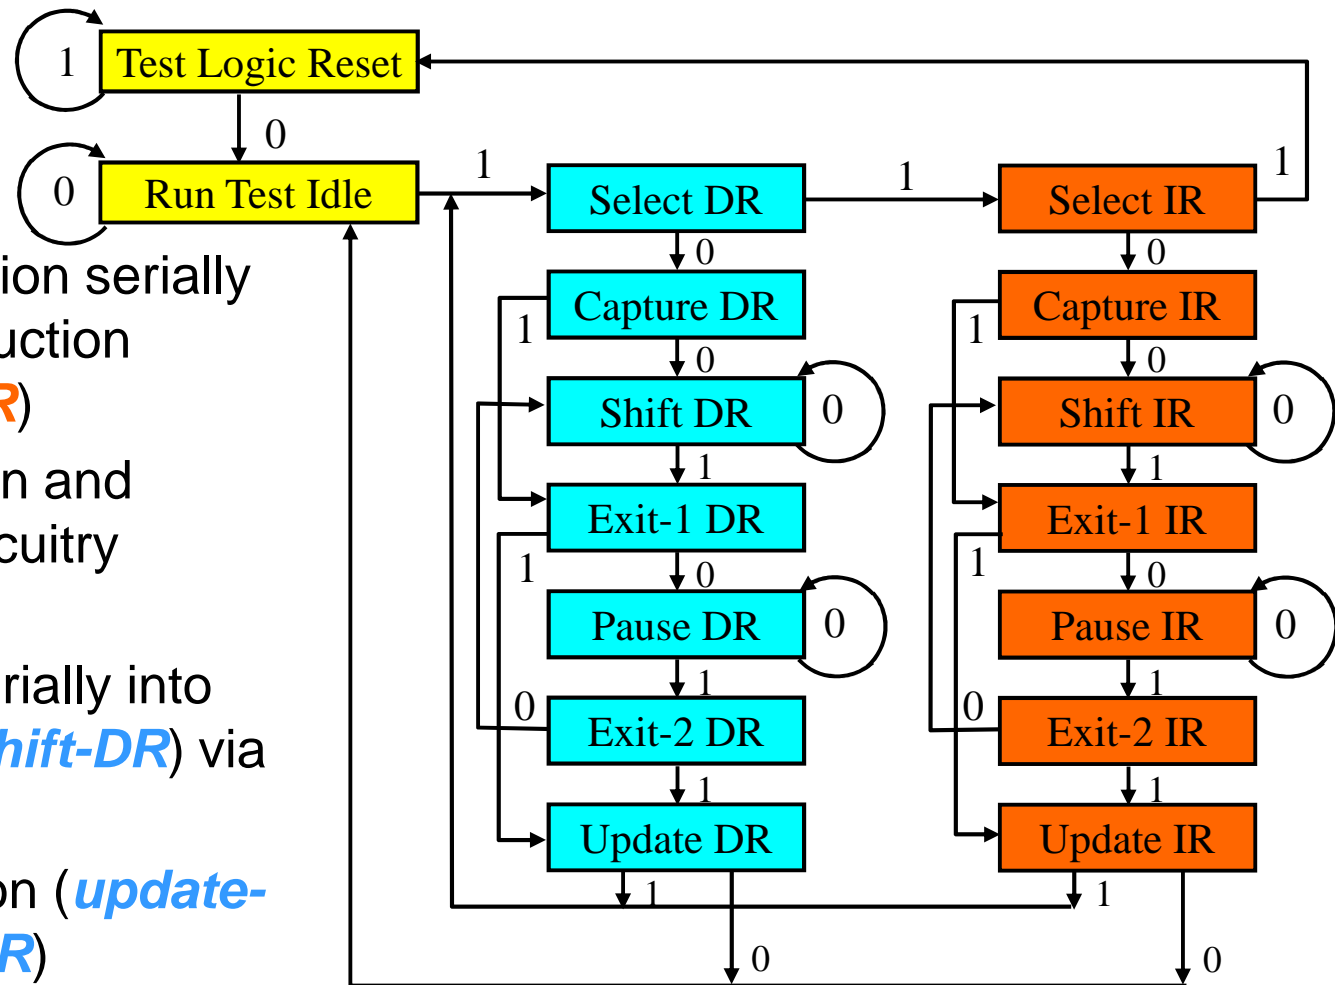 1
Test Logic Reset
0
0
Run Test Idle
1
Select DR
1
Select IR
1
0
0
Capture DR
Capture IR
1
0
1
0
Shift DR
0
Shift IR
0
1
1
Exit-1 DR
Exit-1 IR
1
0
1
0
Pause DR
0
Pause IR
0
1
1
0
Exit-2 DR
0
Exit-2 IR
1
1
Update DR
Update IR
1
1
0
0
ion serially
uction
R)
n and
cuitry
rially into
hift-DR) via
on (update-
R)